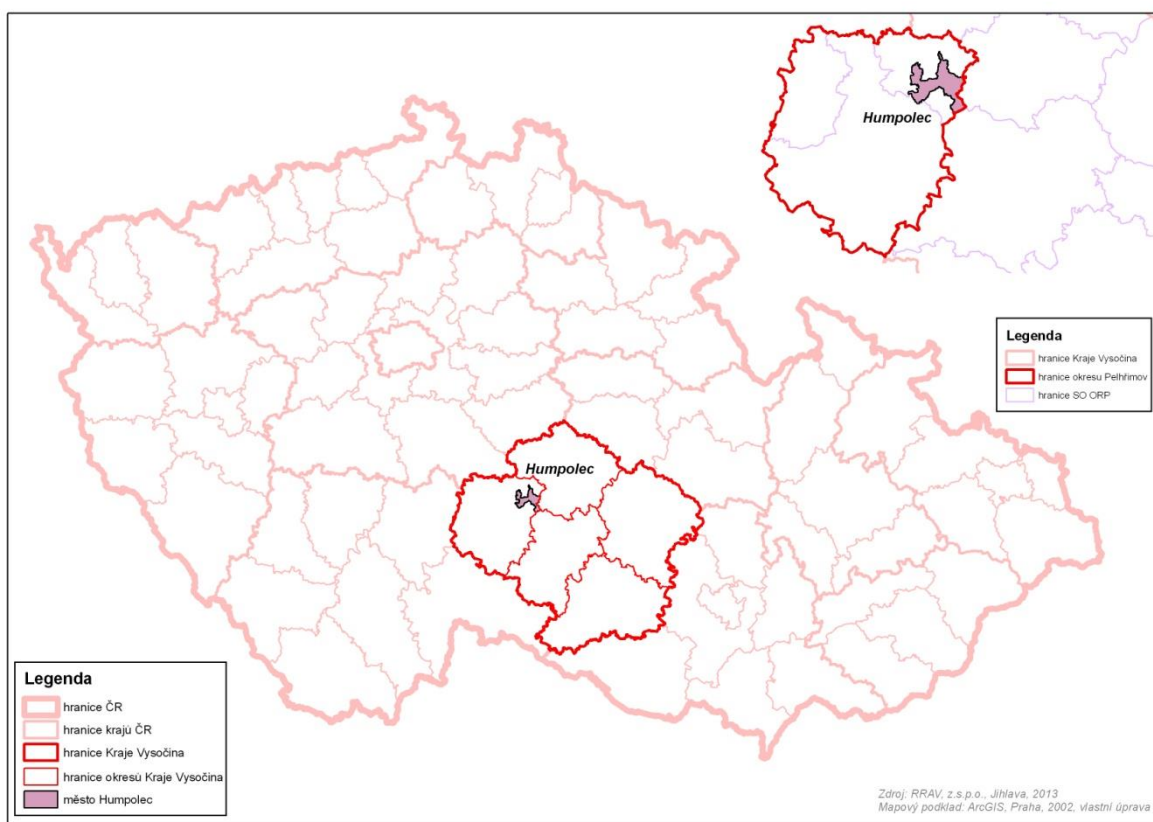 Humpolec
Legenda
hranice Kraje Vysočina
hranice okresu Pelhřimov
hranice SO ORP
Humpolec
Legenda
hranice ČR
hranice krajů ČR
hranice Kraje Vysočina
hranice okresů Kraje Vysočina
město Humpolec
Zdroj: RRAV, z.s.p.o., Jihlava, 2013
Mapový podklad: ArcGIS, Praha, 2002, vlastní úprava